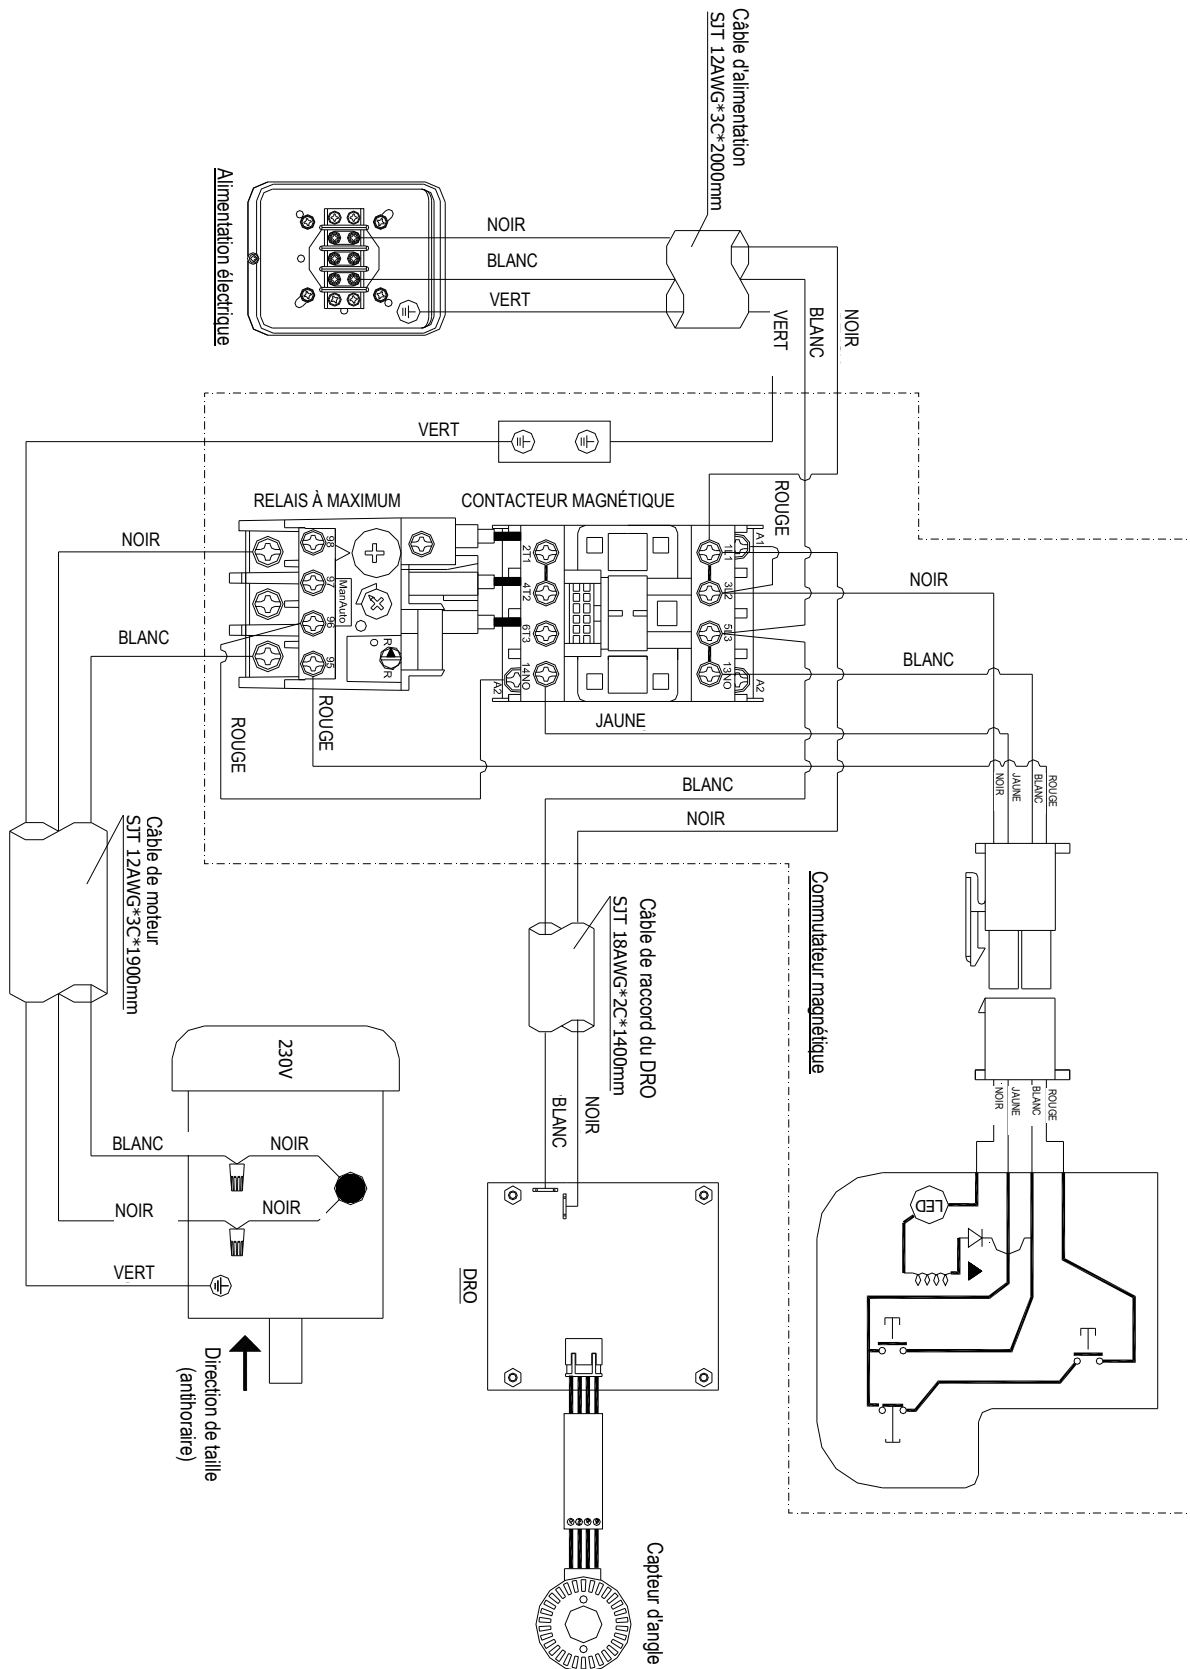 Câble d'alimentation
SJT 12AWG*3C*2000mm
Alimentation électrique
NOIR
BLANC
VERT
NOIR
BLANC
VERT
VERT
RELAIS À MAXIMUM
CONTACTEUR MAGNÉTIQUE
ROUGE
NOIR
98
97
96
95
ManAuto
R
R
2T1
4T2
6T3
14NO
A2
A1
1L1
3L2
5L3
13NO
A2
NOIR
BLANC
BLANC
ROUGE
ROUGE
JAUNE
BLANC
NOIR
ROUGE
BLANC
JAUNE
NOIR
Câble de moteur
SJT 12AWG*3C*1900mm
Câble de raccord du DRO
SJT 18AWG*2C*1400mm
Commutateur magnétique
ROUGE
BLANC
JAUNE
NOIR
230V
NOIR
BLANC
BLANC
NOIR
NOIR
NOIR
VERT
LED
DRO
Direction de taille
(antihoraire)
Capteur d'angle